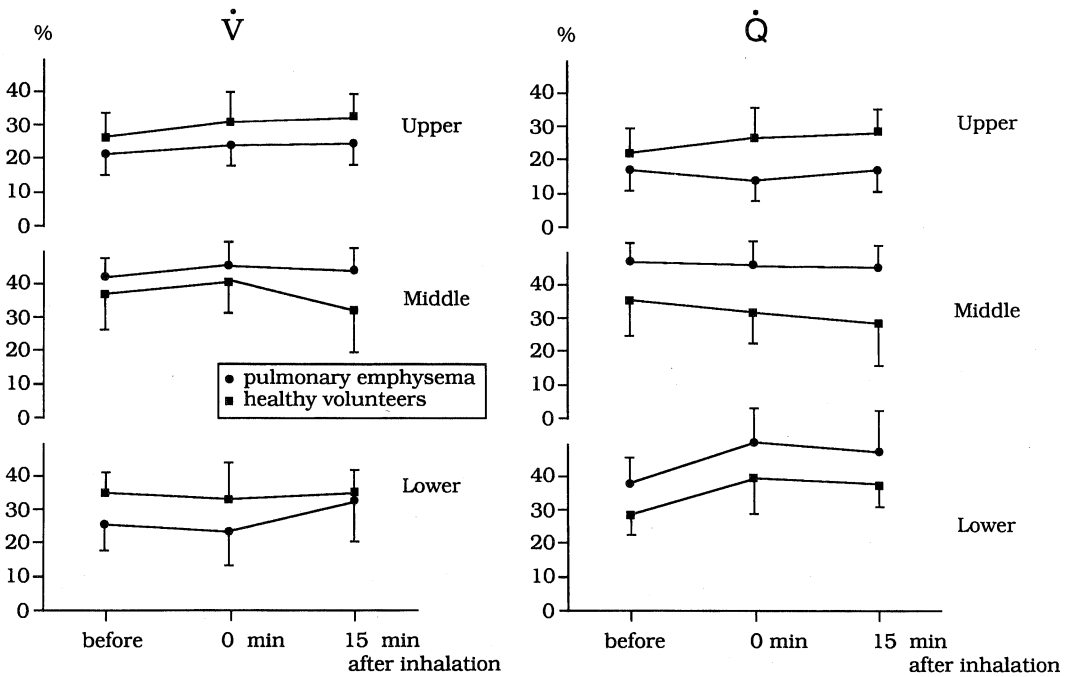 % V̇
40
30
20
10
0
Upper
40
30
20
10
0
Middle
● pulmonary emphysema
■ healthy volunteers
40
30
20
10
0
Lower
before 0 min 15 min
after inhalation
% Q̇
40
30
20
10
0
Upper
40
30
20
10
0
Middle
40
30
20
10
0
Lower
before 0 min 15 min
after inhalation